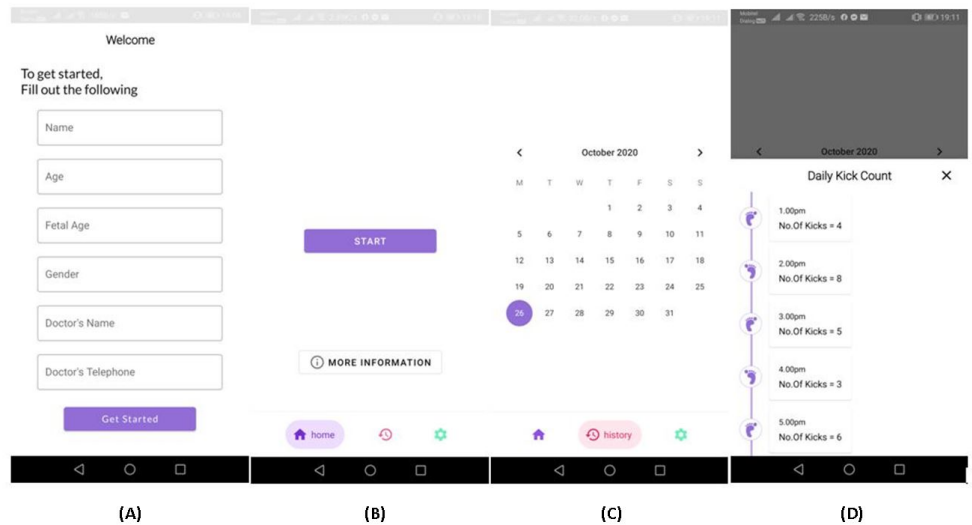 Welcome
To get started,
Fill out the following
Name
Age
Fetal Age
Gender
Doctor's Name
Doctor's Telephone
Get Started
(A)
START
MORE INFORMATION
home
(B)
October 2020
M T W T F S S
1 2 3 4
5 6 7 8 9 10 11
12 13 14 15 16 17 18
19 20 21 22 23 24 25
26 27 28 29 30 31
history
(C)
225B/s 19:11
October 2020
Daily Kick Count
1.00pm
No.Of Kicks = 4
2.00pm
No.Of Kicks = 8
3.00pm
No.Of Kicks = 5
4.00pm
No.Of Kicks = 3
5.00pm
No.Of Kicks = 6
(D)